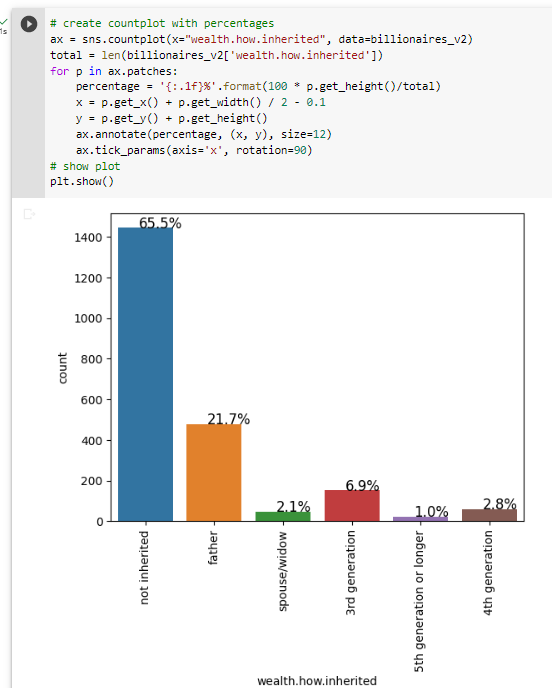 # create countplot with percentages
ax = sns.countplot(x="wealth.how.inherited", data=billionaires_v2)
total = len(billionaires_v2['wealth.how.inherited'])
for p in ax.patches:
    percentage = '{:.1f}%'.format(100 * p.get_height()/total)
    x = p.get_x() + p.get_width() / 2 - 0.1
    y = p.get_y() + p.get_height()
    ax.annotate(percentage, (x, y), size=12)
    ax.tick_params(axis='x', rotation=90)
# show plot
plt.show()
1s
65.5%
21.7%
2.1%
6.9%
1.0%
2.8%
1400
1200
1000
800
600
400
200
0
count
not inherited
father
spouse/widow
3rd generation
5th generation or longer
4th generation
wealth.how.inherited